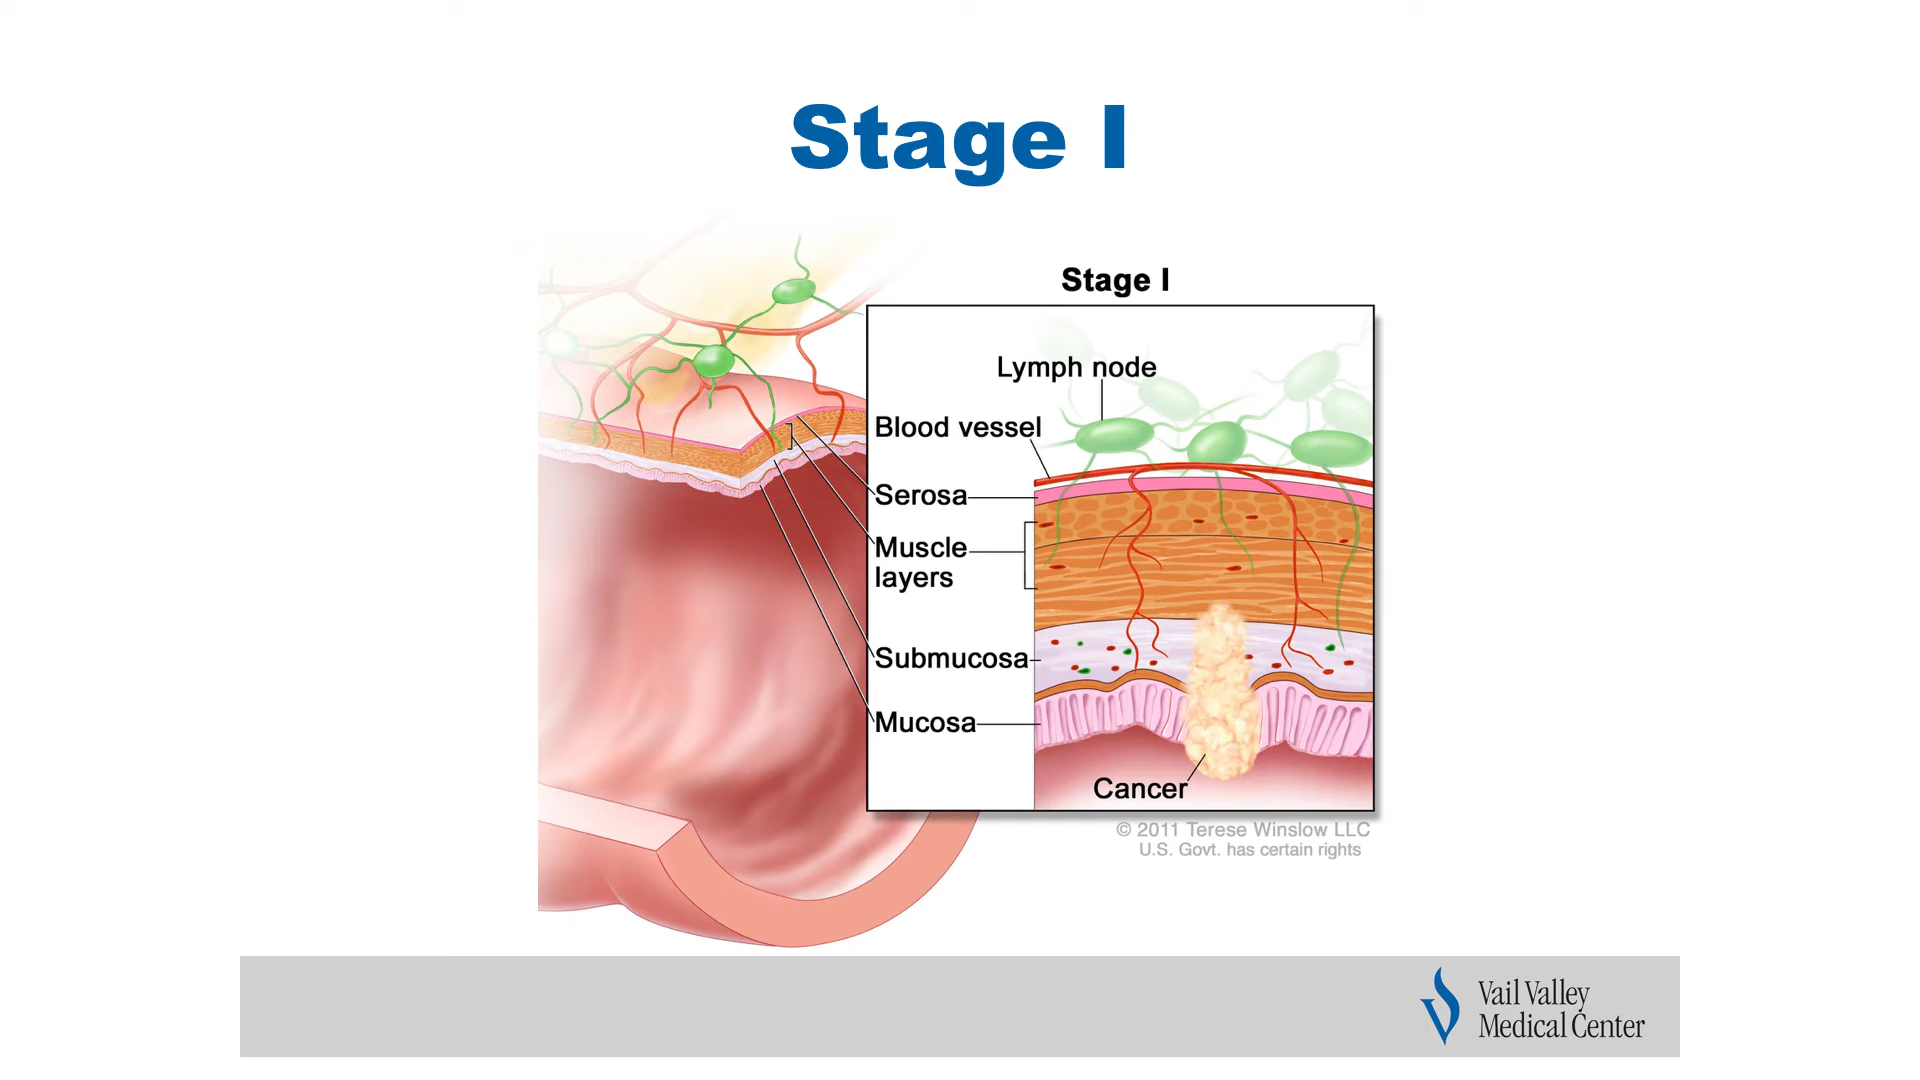 Stage I
Stage I
Lymph node
Blood vessel
Serosa
Muscle
layers
Submucosa
Mucosa
Cancer
© 2011 Terese Winslow LLC
U.S. Govt. has certain rights
Vail Valley
Medical Center